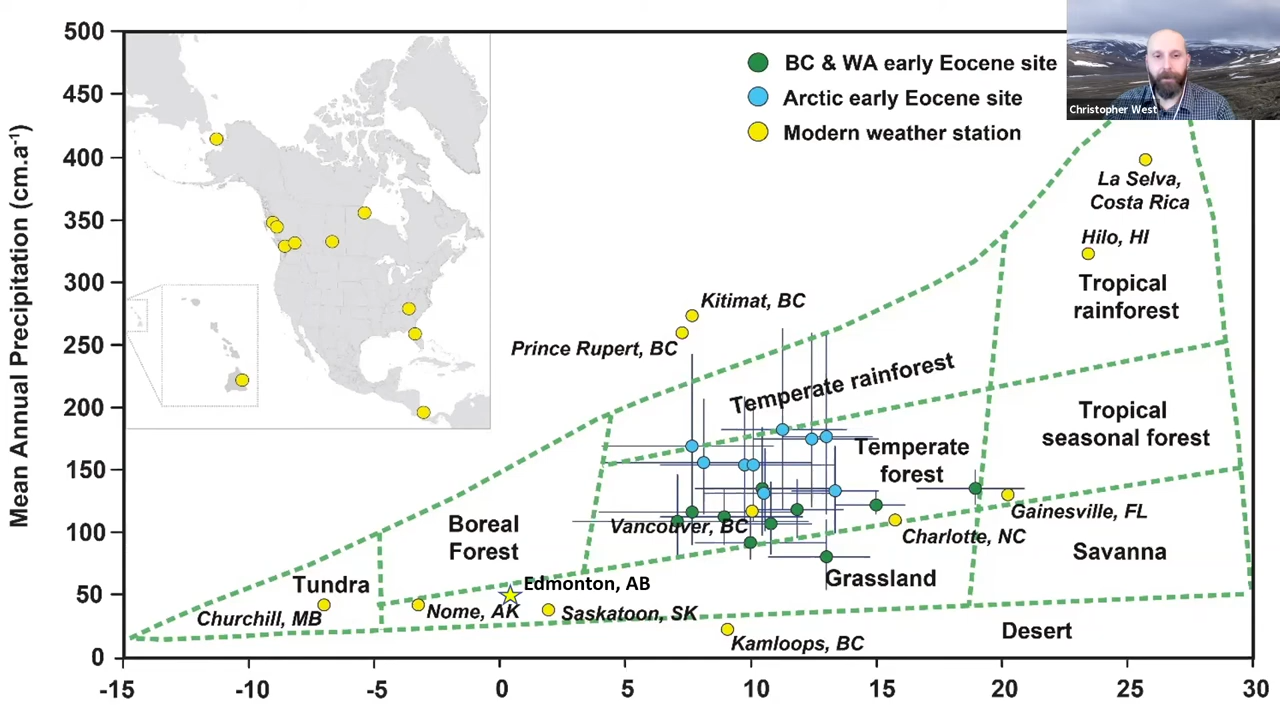 500
450
400
350
300
250
200
150
100
50
0
Mean Annual Precipitation (cm.a-1)
-15
-10
-5
0
5
10
15
20
25
30
BC & WA early Eocene site
Arctic early Eocene site
Modern weather station
Christopher West
La Selva,
Costa Rica
Hilo, HI
Tropical
rainforest
Kitimat, BC
Prince Rupert, BC
Temperate rainforest
Tropical
seasonal forest
Temperate
forest
Gainesville, FL
Vancouver, BC
Charlotte, NC
Boreal
Forest
Savanna
Tundra
Edmonton, AB
Grassland
Churchill, MB
Nome, AK
Saskatoon, SK
Kamloops, BC
Desert